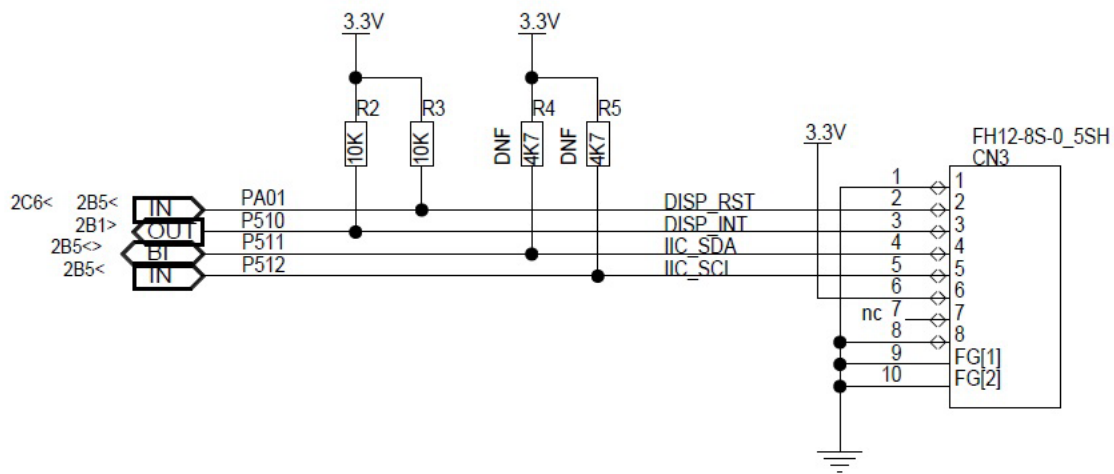 3.3V 3.3V
R2 R3 R4 R5
10K 10K DNF 4K7 DNF 4K7
3.3V
FH12-8S-0_5SH
CN3
2C6< 2B5< IN PA01 DISP_RST
2B1> OUT P510 DISP_INT
2B5<> BI P511 IIC_SDA
2B5< IN P512 IIC_SCL
1 1
2 2
3 3
4 4
5 5
6 6
nc 7 7
8 8
9 FG[1]
10 FG[2]